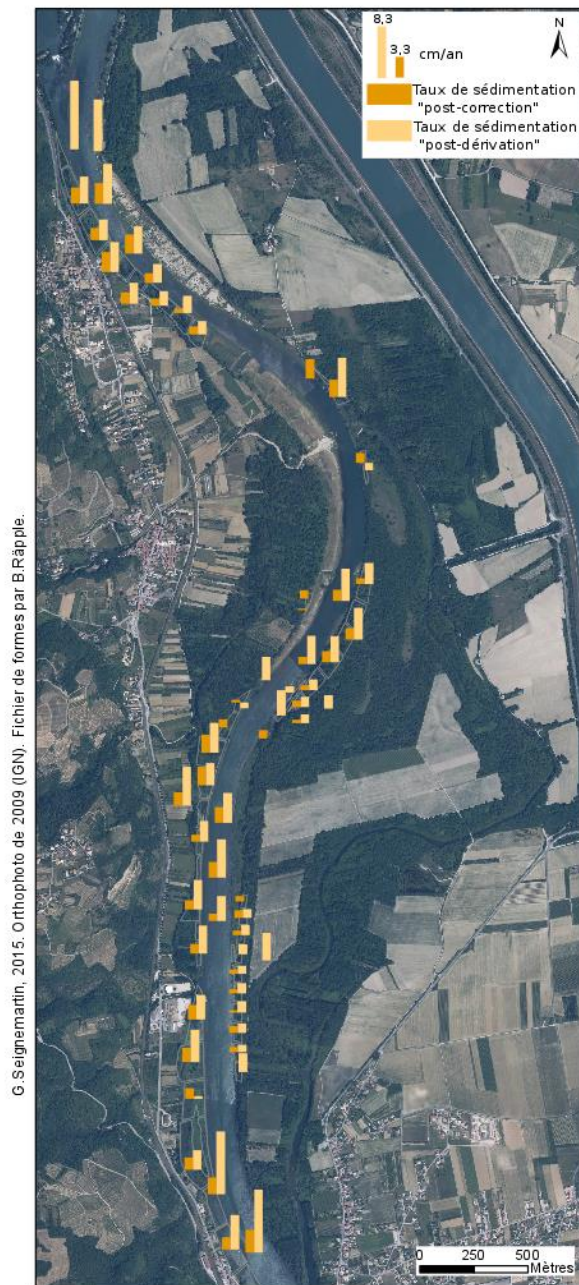 8,3
3,3
cm/an
N
Taux de sédimentation
"post-correction"
Taux de sédimentation
"post-dérivation"
G.Seignemartin, 2015. Orthophoto de 2009 (IGN). Fichier de formes par B.Räpple.
0 250 500
Mètres